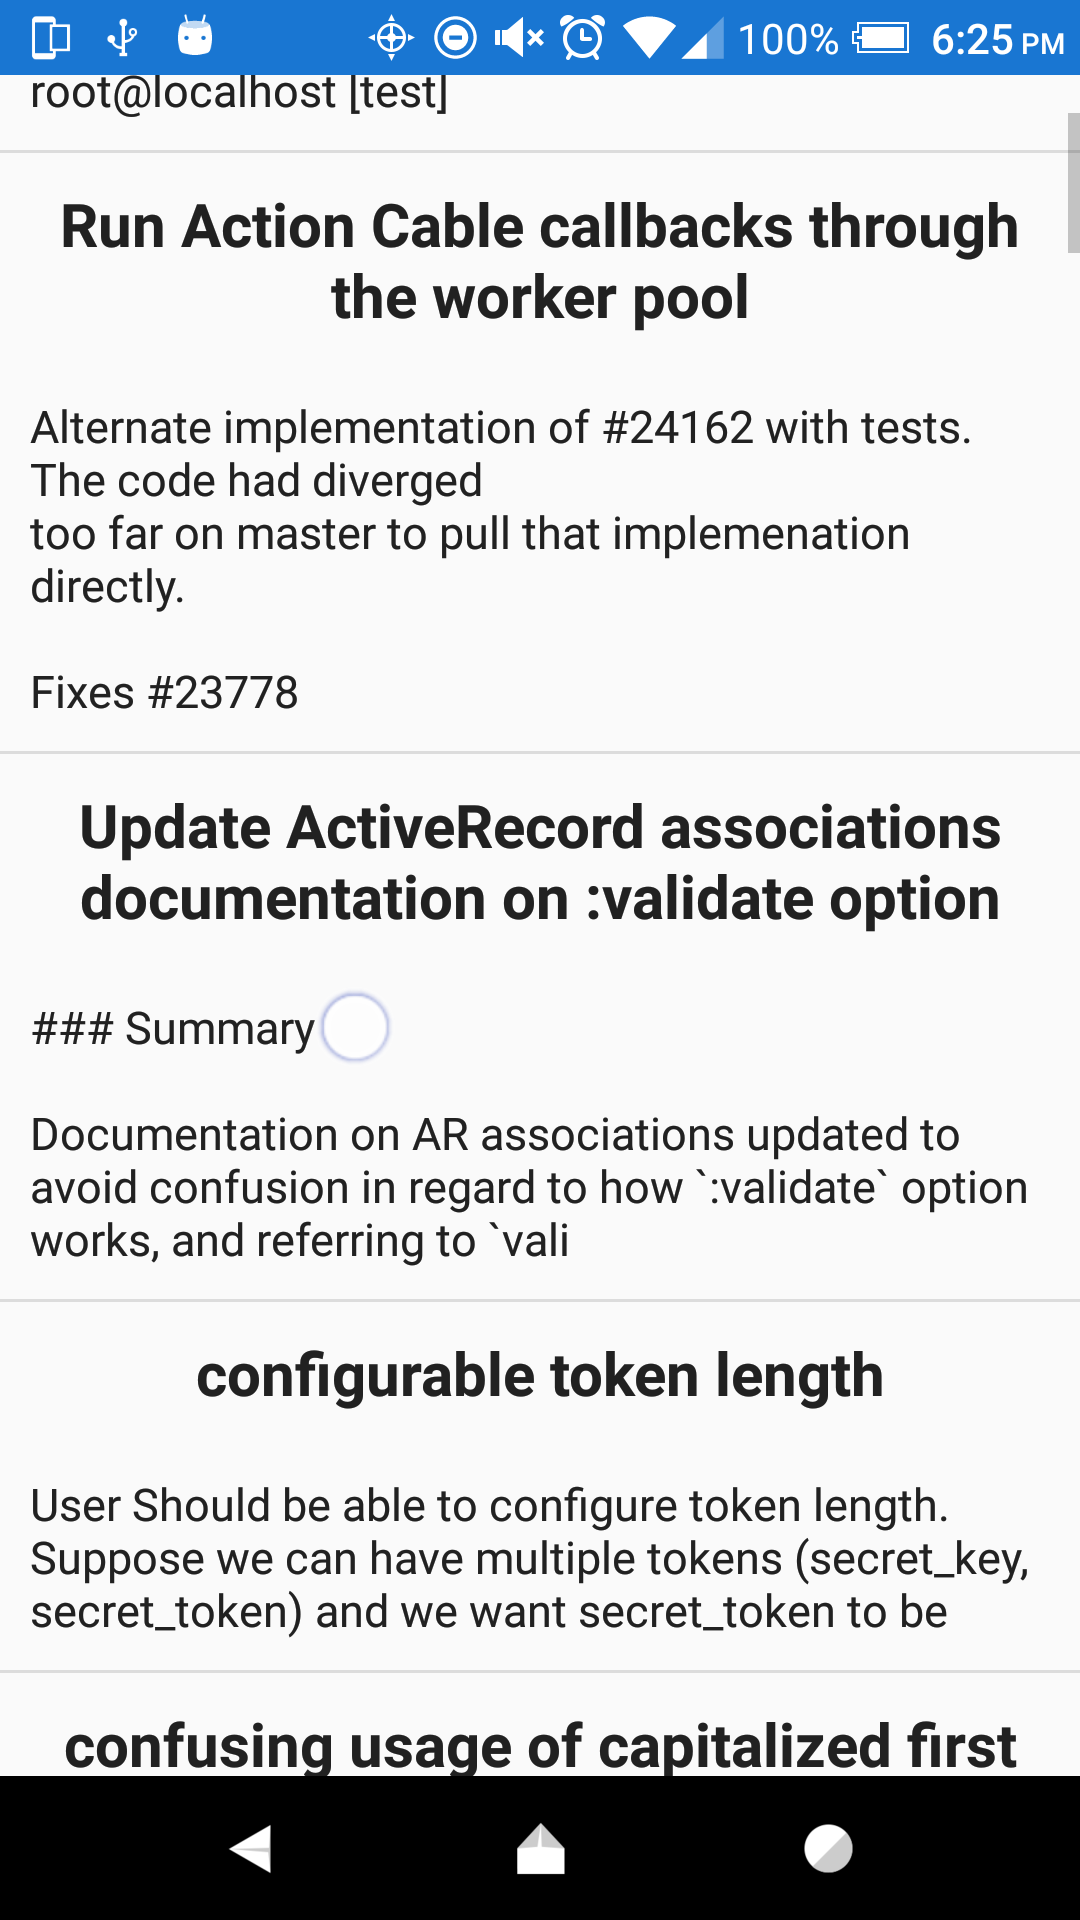 100% 6:25 PM
root@localhost [test]
Run Action Cable callbacks through
the worker pool
Alternate implementation of #24162 with tests.
The code had diverged
too far on master to pull that implemenation
directly.
Fixes #23778
Update ActiveRecord associations
documentation on :validate option
### Summary
Documentation on AR associations updated to
avoid confusion in regard to how `:validate` option
works, and referring to `vali
configurable token length
User Should be able to configure token length.
Suppose we can have multiple tokens (secret_key,
secret_token) and we want secret_token to be
confusing usage of capitalized first